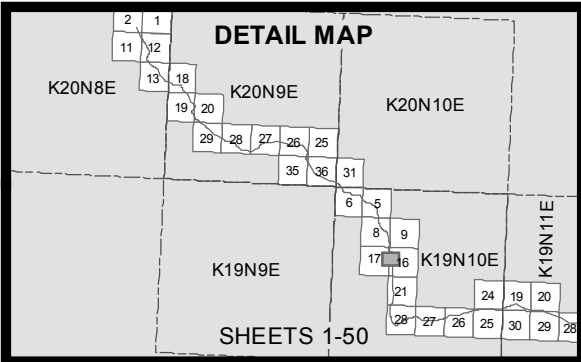 2 1
DETAIL MAP
11 12
K20N8E
13 18
K20N9E
K20N10E
19 20
29 28 27 26 25
35 36 31
6 5
8 9
K19N11E
17 16
K19N10E
K19N9E
21
24 19 20
28 27 26 25 30 29 28
SHEETS 1-50